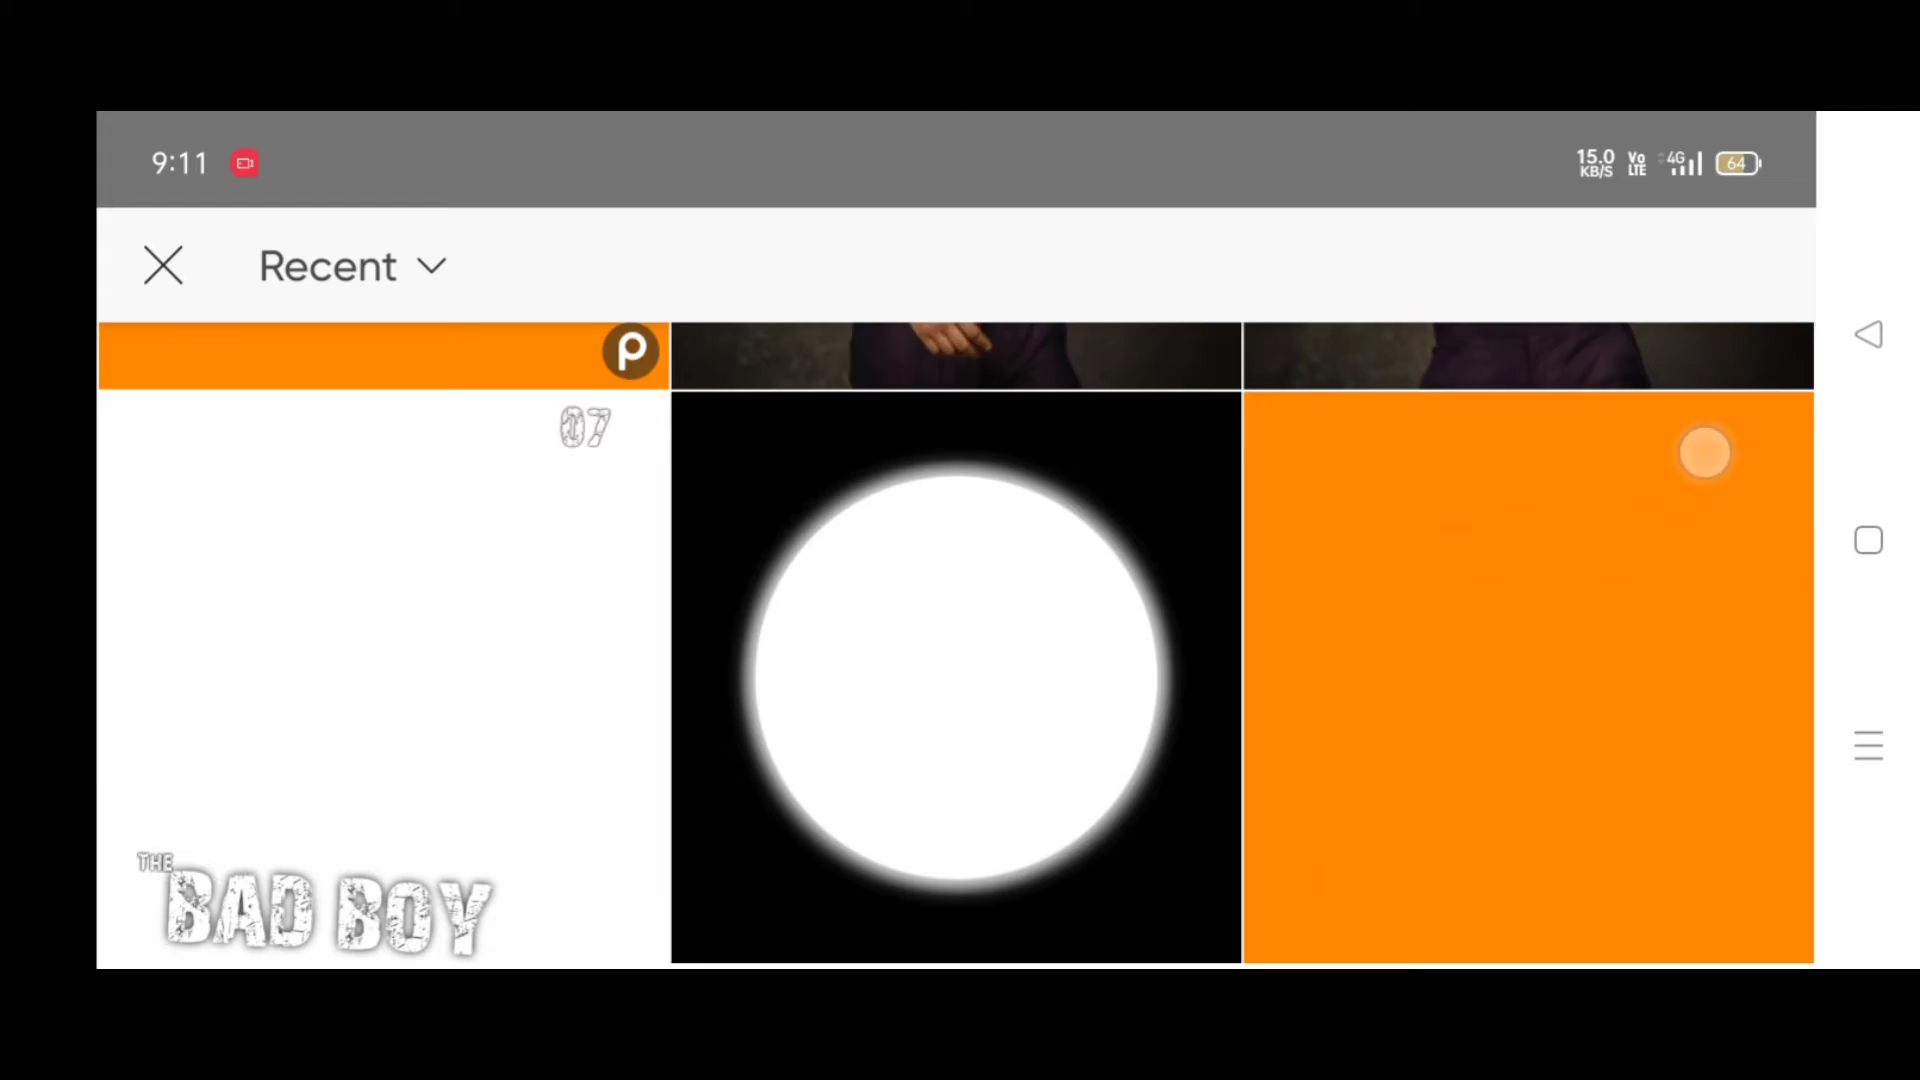 9:11
15.0
KB/S
Vo
LTE
4G
64
Recent
07
THE
BAD BOY